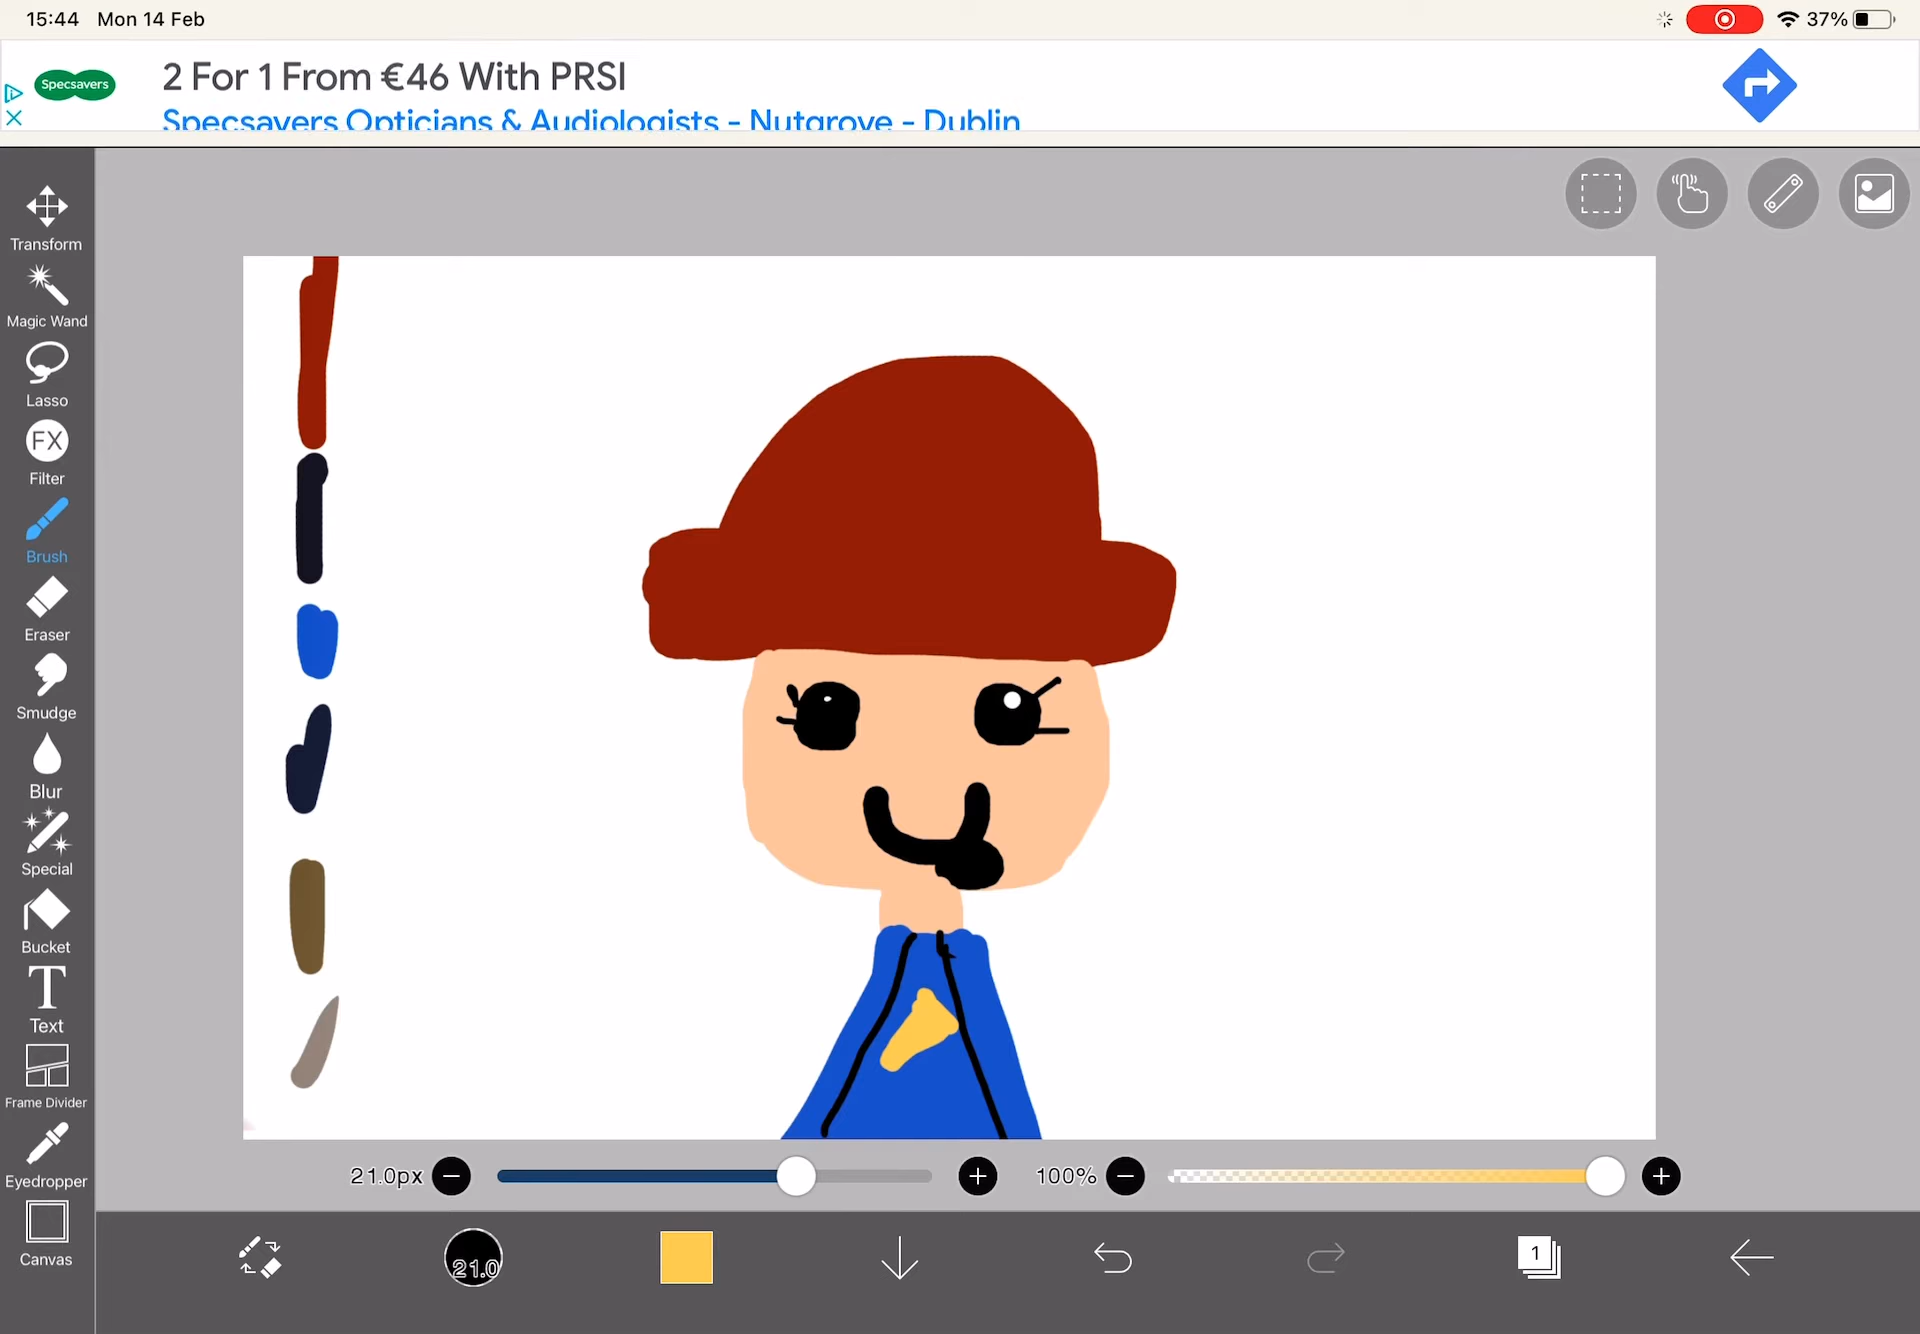 15:44 Mon 14 Feb
37%
Specsavers
2 For 1 From €46 With PRSI
Specsavers Opticians & Audiologists - Nutgrove - Dublin
Transform
Magic Wand
Lasso
FX
Filter
Brush
Eraser
Smudge
Blur
Special
Bucket
T
Text
Frame Divider
Eyedropper
Canvas
21.0px
100%
21.0
1